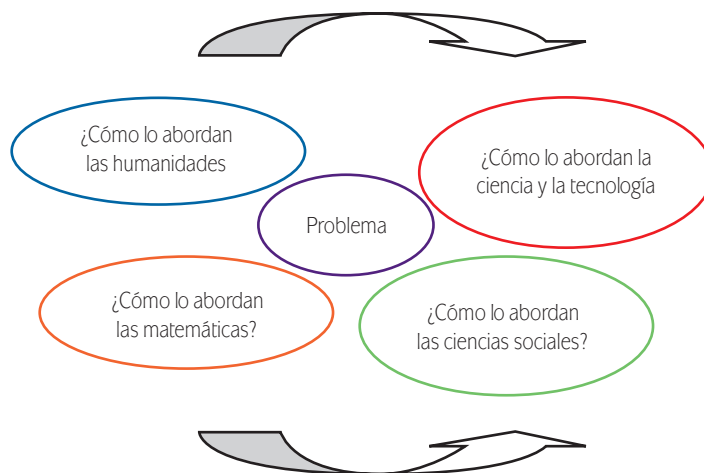 ¿Cómo lo abordan
las humanidades
¿Cómo lo abordan la
ciencia y la tecnología
Problema
¿Cómo lo abordan
las matemáticas?
¿Cómo lo abordan
las ciencias sociales?